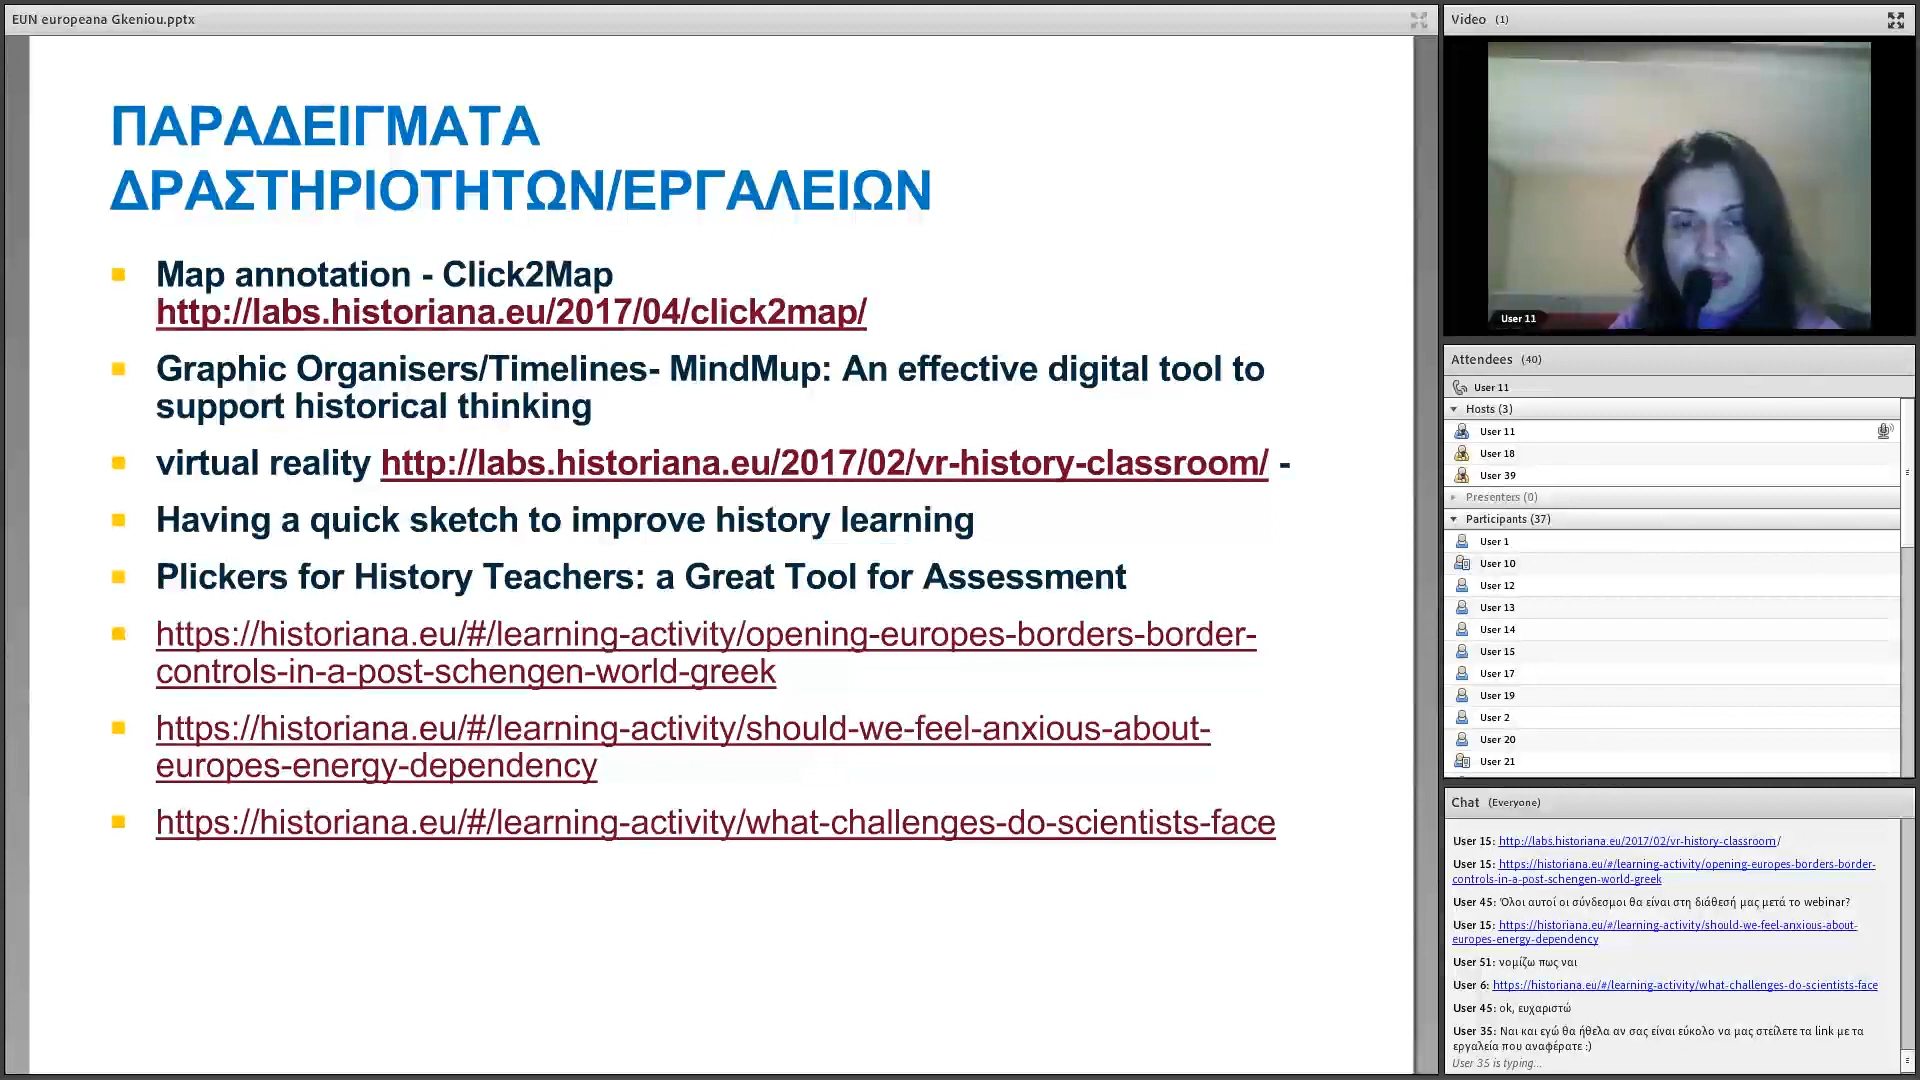 EUN europeana Gkeniou.pptx
ΠΑΡΑΔΕΙΓΜΑΤΑ
ΔΡΑΣΤΗΡΙΟΤΗΤΩΝ/ΕΡΓΑΛΕΙΩΝ
Map annotation - Click2Map
http://labs.historiana.eu/2017/04/click2map/
Graphic Organisers/Timelines- MindMup: An effective digital tool to
support historical thinking
virtual reality http://labs.historiana.eu/2017/02/vr-history-classroom/ -
Having a quick sketch to improve history learning
Plickers for History Teachers: a Great Tool for Assessment
https://historiana.eu/#/learning-activity/opening-europes-borders-border-
controls-in-a-post-schengen-world-greek
https://historiana.eu/#/learning-activity/should-we-feel-anxious-about-
europes-energy-dependency
https://historiana.eu/#/learning-activity/what-challenges-do-scientists-face
Video (1)
User 11
Attendees (40)
User 11
Hosts (3)
User 11
User 18
User 39
Presenters (0)
Participants (37)
User 1
User 10
User 12
User 13
User 14
User 15
User 17
User 19
User 2
User 20
User 21
Chat (Everyone)
User 15: http://labs.historiana.eu/2017/02/vr-history-classroom/
User 15: https://historiana.eu/#/learning-activity/opening-europes-borders-border-
controls-in-a-post-schengen-world-greek
User 45: Όλοι αυτοί οι σύνδεσμοι θα είναι στη διάθεσή μας μετά το webinar?
User 15: https://historiana.eu/#/learning-activity/should-we-feel-anxious-about-
europes-energy-dependency
User 51: νομίζω πως ναι
User 6: https://historiana.eu/#/learning-activity/what-challenges-do-scientists-face
User 45: ok, ευχαριστώ
User 35: Ναι και εγώ θα ήθελα αν σας είναι εύκολο να μας στείλετε τα link με τα
εργαλεία που αναφέρατε :)
User 35 is typing...